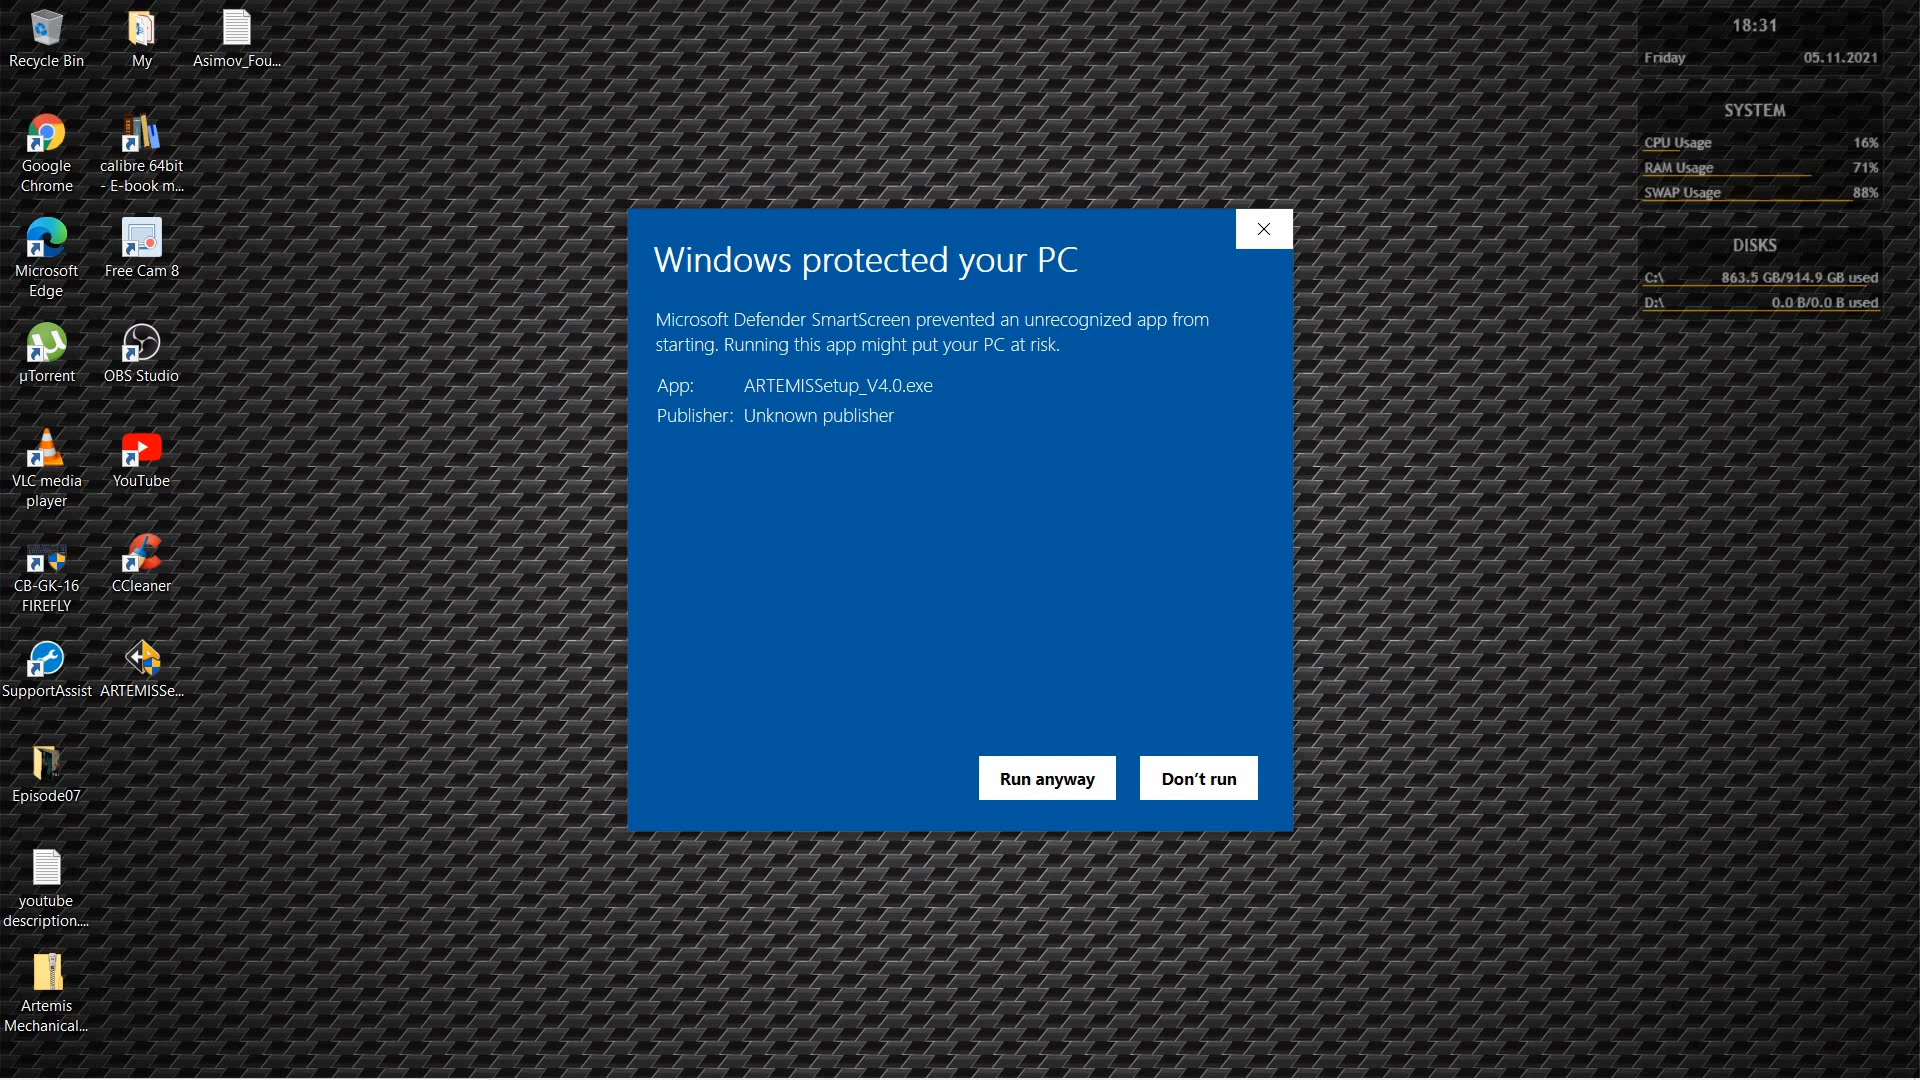 Recycle Bin
My
Asimov_Fou...
Google
Chrome
calibre 64bit
- E-book m...
Microsoft
Edge
Free Cam 8
µTorrent
OBS Studio
VLC media
player
YouTube
CB-GK-16
FIREFLY
CCleaner
SupportAssist
ARTEMISSe...
Episode07
youtube
description....
Artemis
Mechanical...
Windows protected your PC
Microsoft Defender SmartScreen prevented an unrecognized app from
starting. Running this app might put your PC at risk.
App: ARTEMISSetup_V4.0.exe
Publisher: Unknown publisher
Run anyway
Don't run
18:31
Friday 05.11.2021
SYSTEM
CPU Usage 16%
RAM Usage 71%
SWAP Usage 88%
DISKS
C:\ 863.5 GB/914.9 GB used
D:\ 0.0 B/0.0 B used